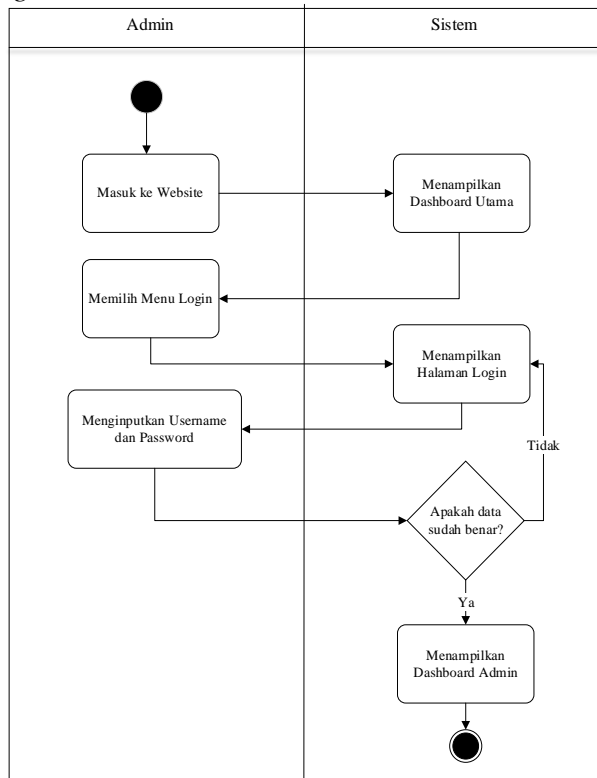 Admin
Sistem
Masuk ke Website
Menampilkan
Dashboard Utama
Memilih Menu Login
Menampilkan
Halaman Login
Menginputkan Username
dan Password
Tidak
Apakah data
sudah benar?
Ya
Menampilkan
Dashboard Admin